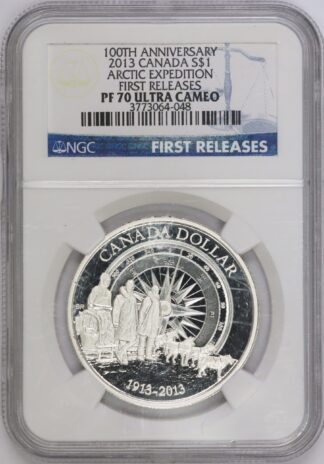 100TH ANNIVERSARY
2013 CANADA S$1
ARCTIC EXPEDITION
FIRST RELEASES
PF 70 ULTRA CAMEO
3773064-048
NGC
FIRST RELEASES
CANADA DOLLAR
1913-2013